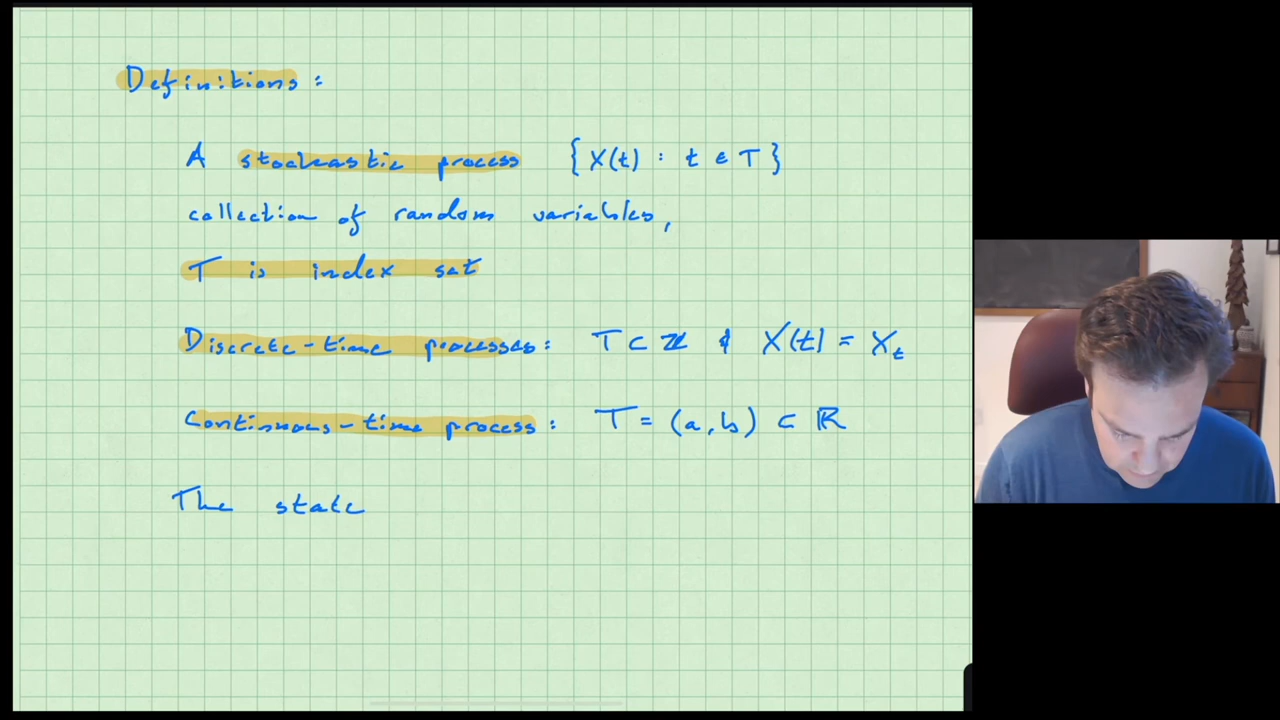 Definitions:
A stochastic process {X(t) : t ∈ T}
collection of random variables,
T is index set
Discrete-time processes: T ⊂ ℤ & X(t) = X_t
Continuous-time process: T = (a,b) ⊂ ℝ
The state